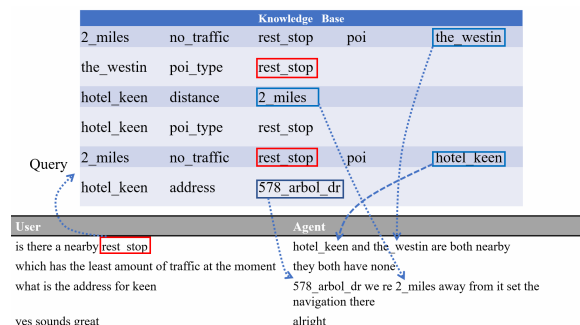 Knowledge Base
2_miles no_traffic rest_stop poi the_westin
the_westin poi_type rest_stop
hotel_keen distance 2_miles
hotel_keen poi_type rest_stop
2_miles no_traffic rest_stop poi hotel_keen
Query
hotel_keen address 578_arbol_dr
User Agent
is there a nearby rest_stop hotel_keen and the_westin are both nearby
which has the least amount of traffic at the moment they both have none
what is the address for keen 578_arbol_dr we re 2_miles away from it set the
navigation there
yes sounds great alright